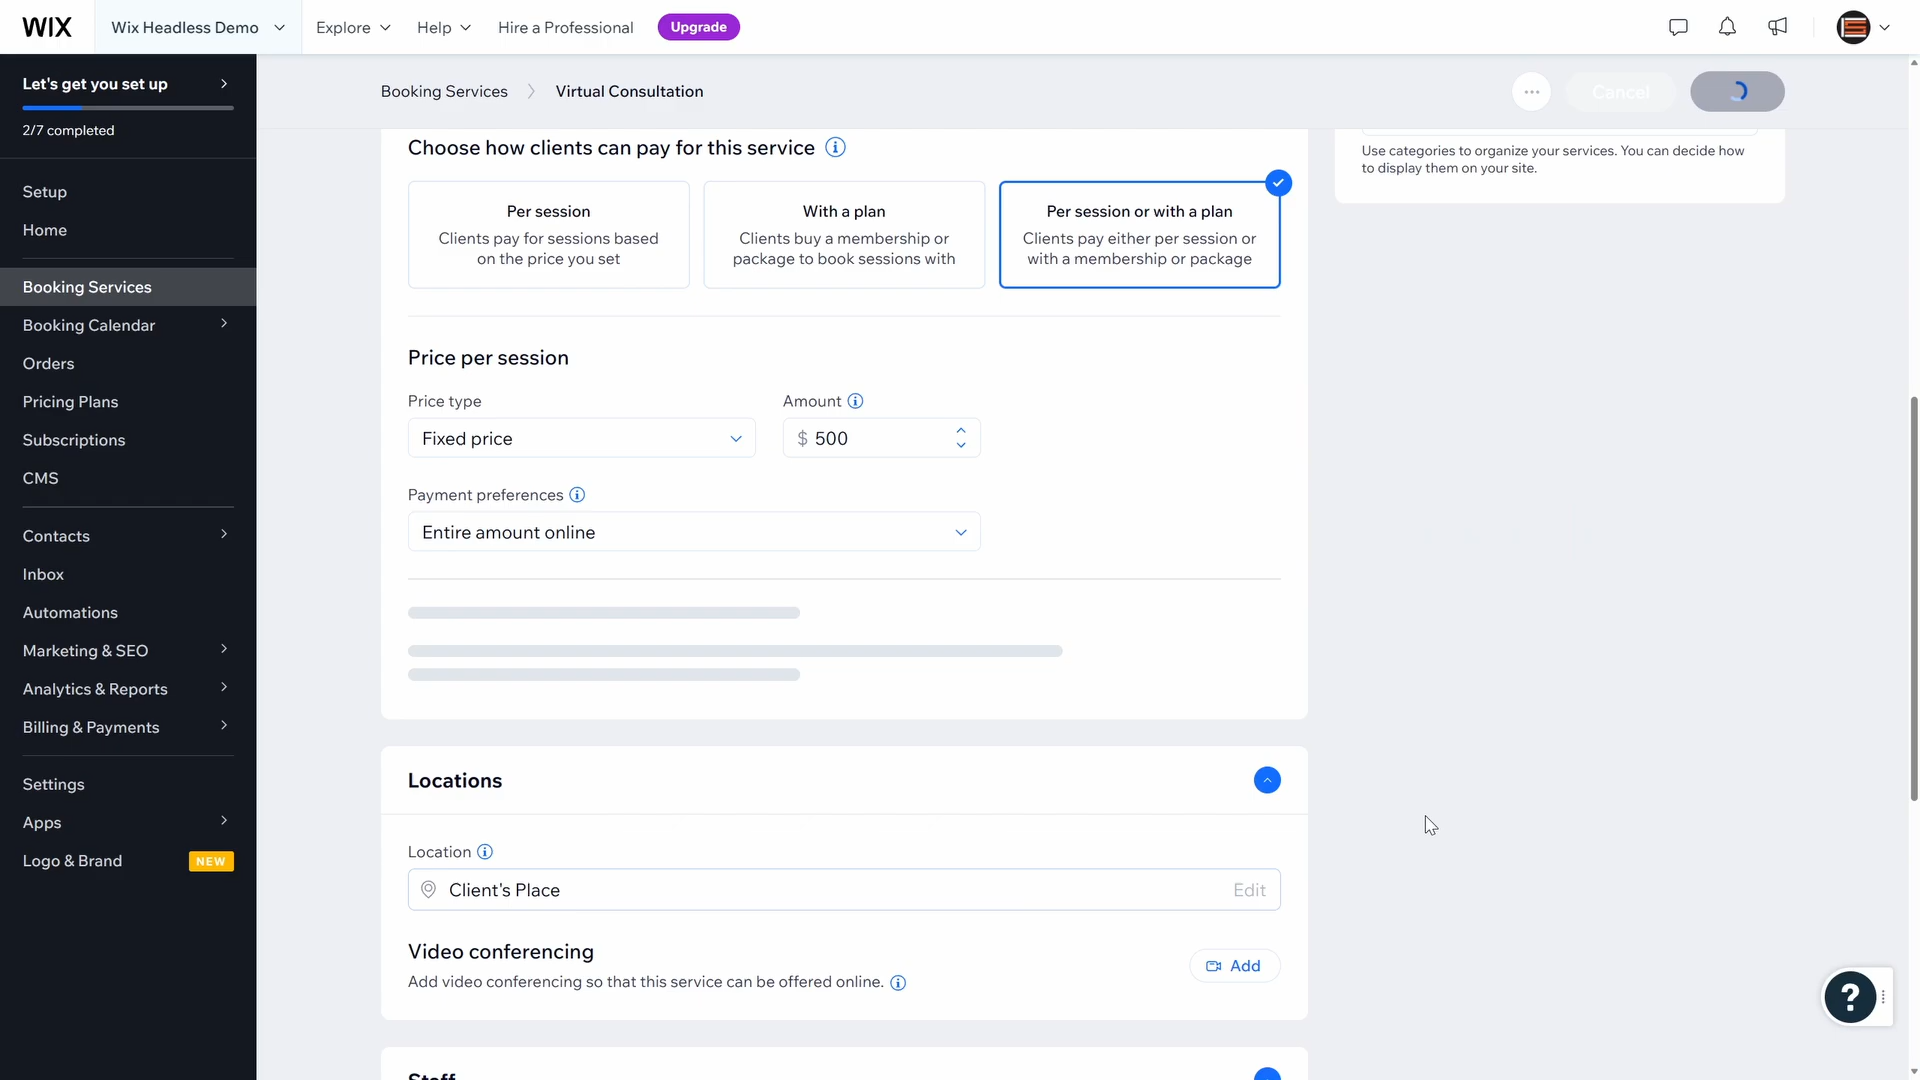 WIX
Wix Headless Demo
Explore
Help
Hire a Professional
Upgrade
Let's get you set up
2/7 completed
Setup
Home
Booking Services
Booking Calendar
Orders
Pricing Plans
Subscriptions
CMS
Contacts
Inbox
Automations
Marketing & SEO
Analytics & Reports
Billing & Payments
Settings
Apps
Logo & Brand
NEW
Booking Services
Virtual Consultation
Cancel
Choose how clients can pay for this service
Per session
Clients pay for sessions based
on the price you set
With a plan
Clients buy a membership or
package to book sessions with
Per session or with a plan
Clients pay either per session or
with a membership or package
Price per session
Price type
Fixed price
Amount
$ 500
Payment preferences
Entire amount online
Locations
Location
Client's Place
Edit
Video conferencing
Add video conferencing so that this service can be offered online.
Add
Staff
Use categories to organize your services. You can decide how
to display them on your site.
?